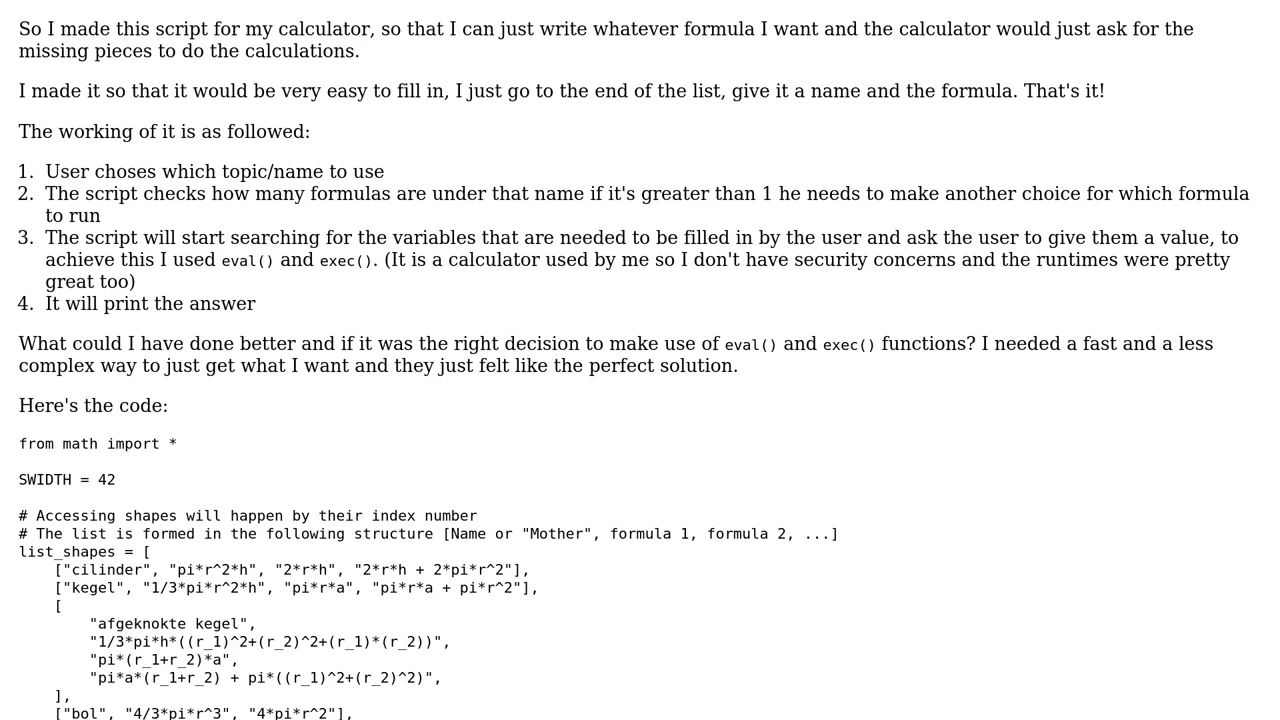 So I made this script for my calculator, so that I can just write whatever formula I want and the calculator would just ask for the
missing pieces to do the calculations.
I made it so that it would be very easy to fill in, I just go to the end of the list, give it a name and the formula. That's it!
The working of it is as followed:
1. User choses which topic/name to use
2. The script checks how many formulas are under that name if it's greater than 1 he needs to make another choice for which formula
to run
3. The script will start searching for the variables that are needed to be filled in by the user and ask the user to give them a value, to
achieve this I used eval() and exec(). (It is a calculator used by me so I don't have security concerns and the runtimes were pretty
great too)
4. It will print the answer
What could I have done better and if it was the right decision to make use of eval() and exec() functions? I needed a fast and a less
complex way to just get what I want and they just felt like the perfect solution.
Here's the code:
from math import *
SWIDTH = 42
# Accessing shapes will happen by their index number
# The list is formed in the following structure [Name or "Mother", formula 1, formula 2, ...]
list_shapes = [
    ["cilinder", "pi*r^2*h", "2*r*h", "2*r*h + 2*pi*r^2"],
    ["kegel", "1/3*pi*r^2*h", "pi*r*a", "pi*r*a + pi*r^2"],
    [
        "afgeknokte kegel",
        "1/3*pi*h*((r_1)^2+(r_2)^2+(r_1)*(r_2))",
        "pi*(r_1+r_2)*a",
        "pi*a*(r_1+r_2) + pi*((r_1)^2+(r_2)^2)",
    ],
    ["bol", "4/3*pi*r^3", "4*pi*r^2"],